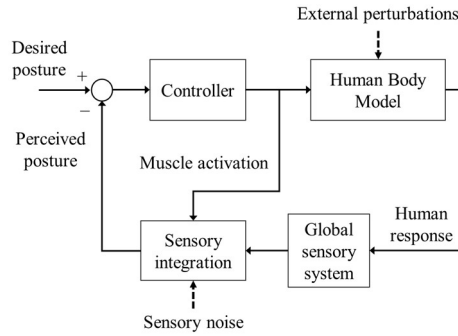 External perturbations
Desired
posture
+
Controller
Human Body
Model
−
Perceived
posture
Muscle activation
Sensory
integration
Global
sensory
system
Human
response
Sensory noise